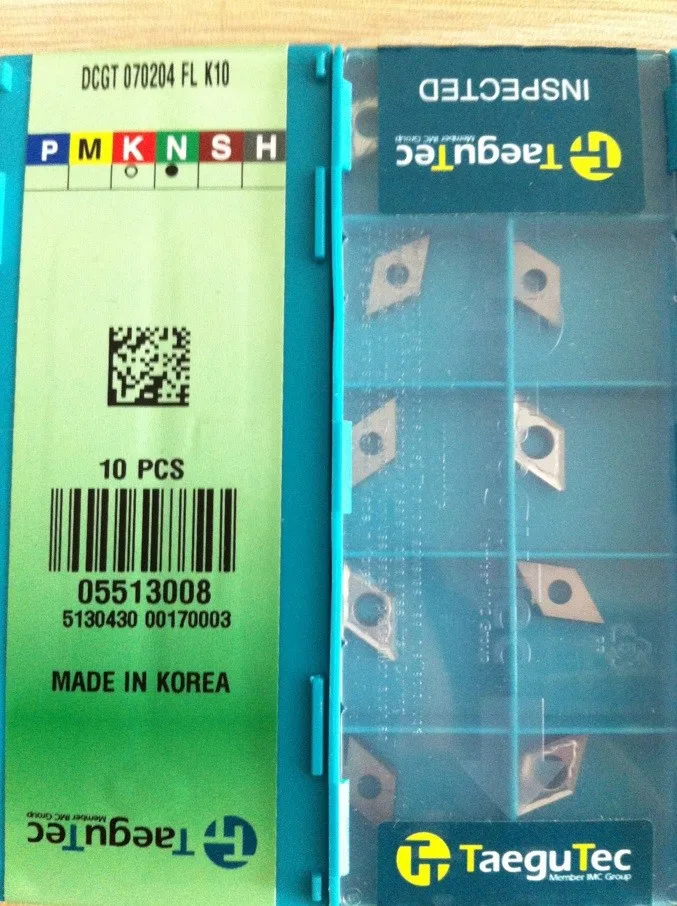 DCGT 070204 FL K10
P M K N S H
10 PCS
05513008
5130430 00170003
MADE IN KOREA
TaeguTec
Member IMC Group
INSPECTED
TaeguTec
Member IMC Group
TaeguTec
Member IMC Group